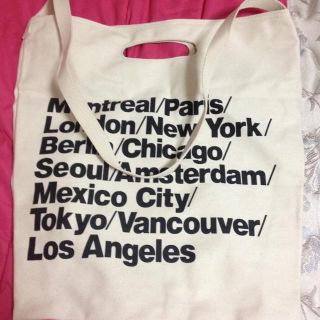 Montreal/Paris/
London/New York/
Berlin/Chicago/
Seoul/Amsterdam/
Mexico City/
Tokyo/Vancouver/
Los Angeles